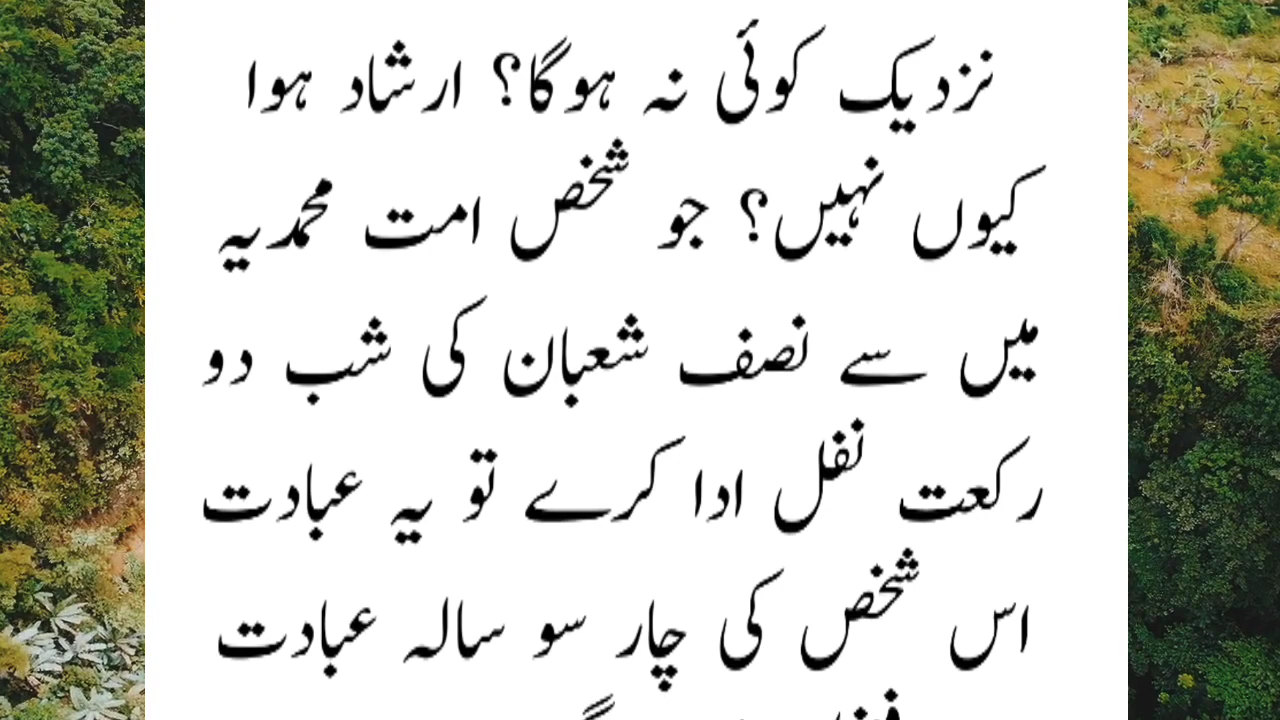 نزدیک کوئی نہ ہوگا؟ ارشاد ہوا
کیوں نہیں؟ جو شخص امت محمدیہ
میں سے نصف شعبان کی شب دو
رکعت نفل ادا کرے تو یہ عبادت
اس شخص کی چار سو سالہ عبادت